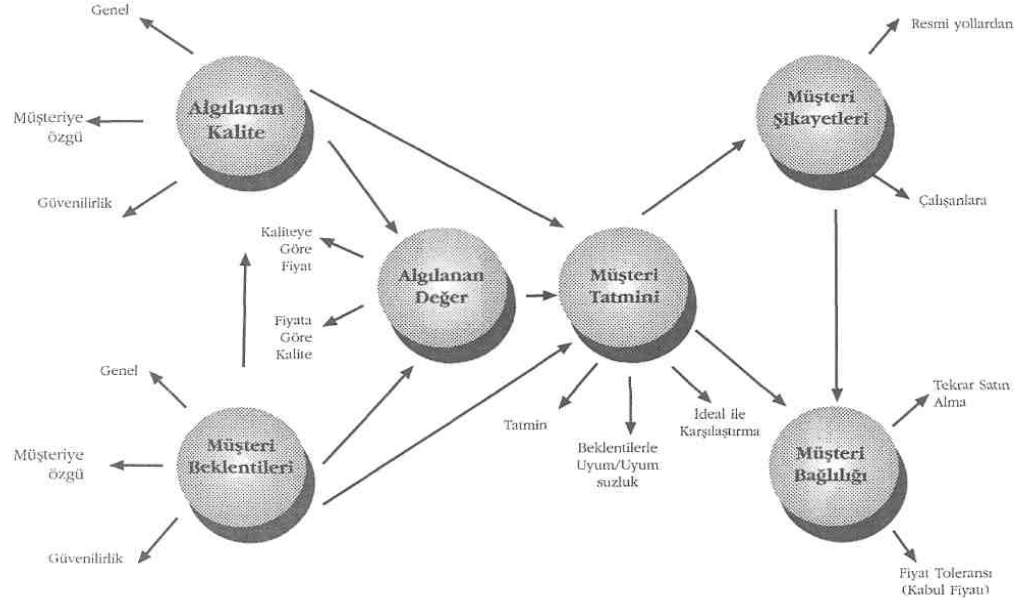 Genel
Resmi yollardan
Algılanan
Kalite
Müşteri
Şikayetleri
Müşteriye
özgü
Güvenilirlik
Çalışanlara
Kaliteye
Göre
Fiyat
Algılanan
Değer
Müşteri
Tatmini
Fiyata
Göre
Kalite
Genel
Tekrar Satın
Alma
Tatmin
İdeal ile
Karşılaştırma
Müşteri
Beklentileri
Müşteriye
özgü
Beklentilerle
Uyum/Uyum
suzluk
Müşteri
Bağlılığı
Güvenilirlik
Fiyat Toleransı
(Kabul Fiyatı)